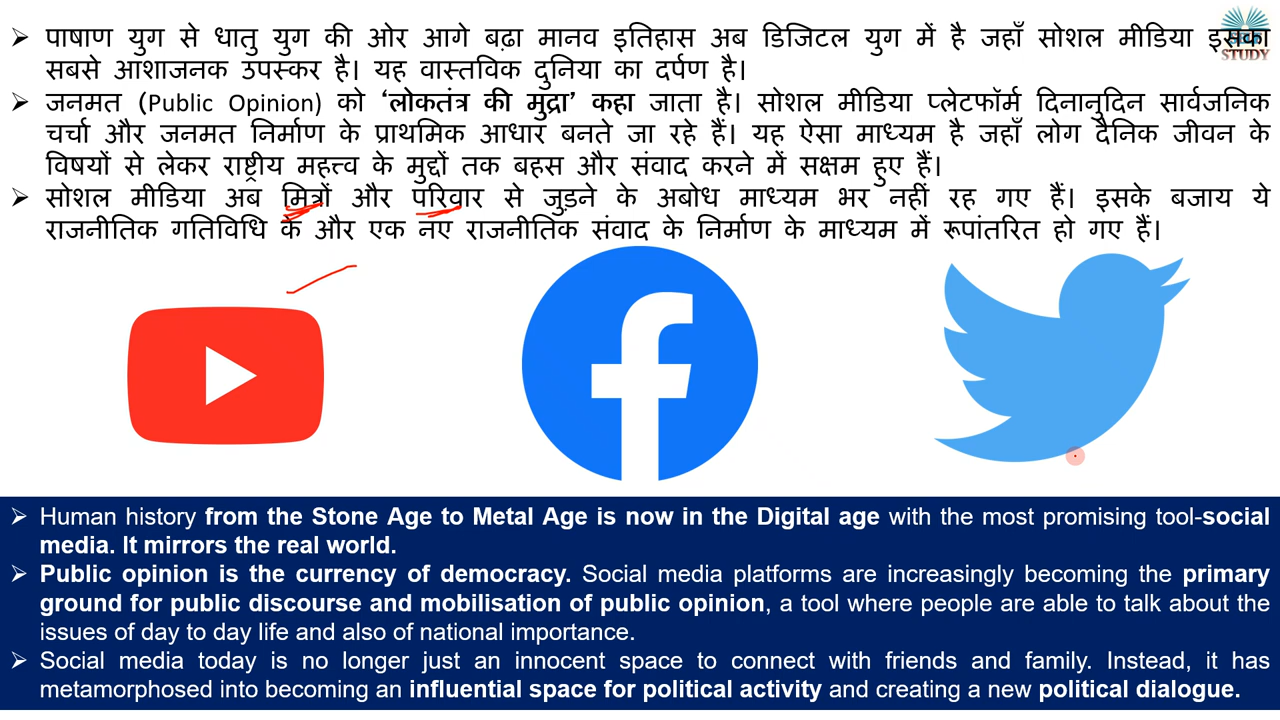 ➢ पाषाण युग से धातु युग की ओर आगे बढ़ा मानव इतिहास अब डिजिटल युग में है जहाँ सोशल मीडिया इसका
सबसे आशाजनक उपस्कर है। यह वास्तविक दुनिया का दर्पण है।
➢ जनमत (Public Opinion) को ‘लोकतंत्र की मुद्रा’ कहा जाता है। सोशल मीडिया प्लेटफॉर्म दिनानुदिन सार्वजनिक
चर्चा और जनमत निर्माण के प्राथमिक आधार बनते जा रहे हैं। यह ऐसा माध्यम है जहाँ लोग दैनिक जीवन के
विषयों से लेकर राष्ट्रीय महत्त्व के मुद्दों तक बहस और संवाद करने में सक्षम हुए हैं।
➢ सोशल मीडिया अब मित्रों और परिवार से जुड़ने के अबोध माध्यम भर नहीं रह गए हैं। इसके बजाय ये
राजनीतिक गतिविधि के और एक नए राजनीतिक संवाद के निर्माण के माध्यम में रूपांतरित हो गए हैं।
STUDY
➢ Human history from the Stone Age to Metal Age is now in the Digital age with the most promising tool-social
media. It mirrors the real world.
➢ Public opinion is the currency of democracy. Social media platforms are increasingly becoming the primary
ground for public discourse and mobilisation of public opinion, a tool where people are able to talk about the
issues of day to day life and also of national importance.
➢ Social media today is no longer just an innocent space to connect with friends and family. Instead, it has
metamorphosed into becoming an influential space for political activity and creating a new political dialogue.